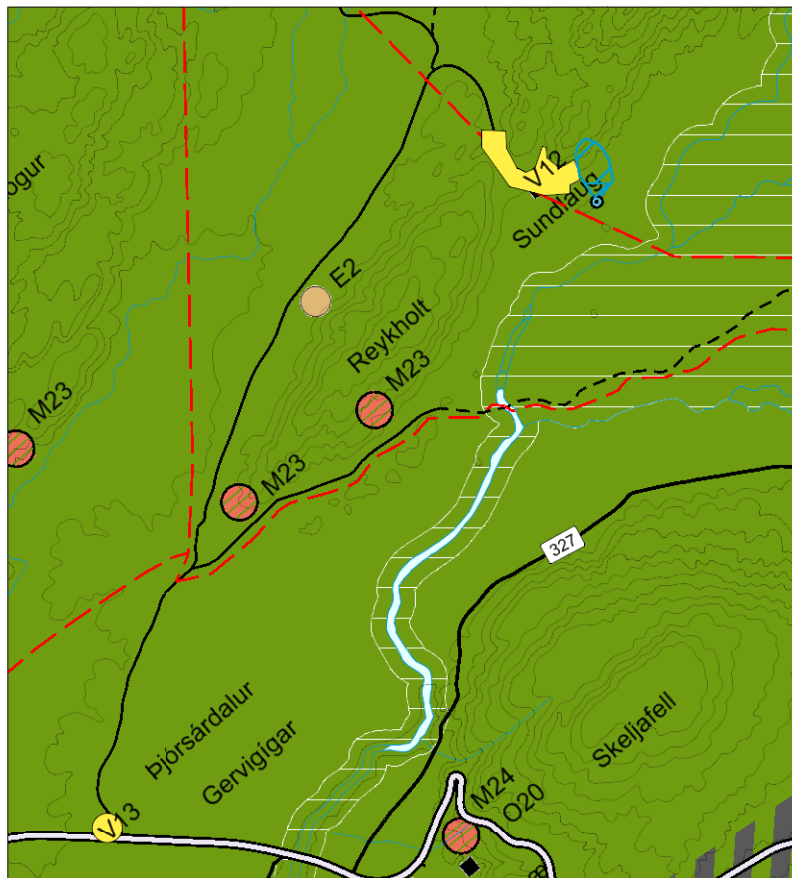 V12
Sundlaug
ogur
E2
Reykholt
M23
M23
M23
327
Þjórsárdalur
Gervigígar
Skeljafell
M24
O20
V13